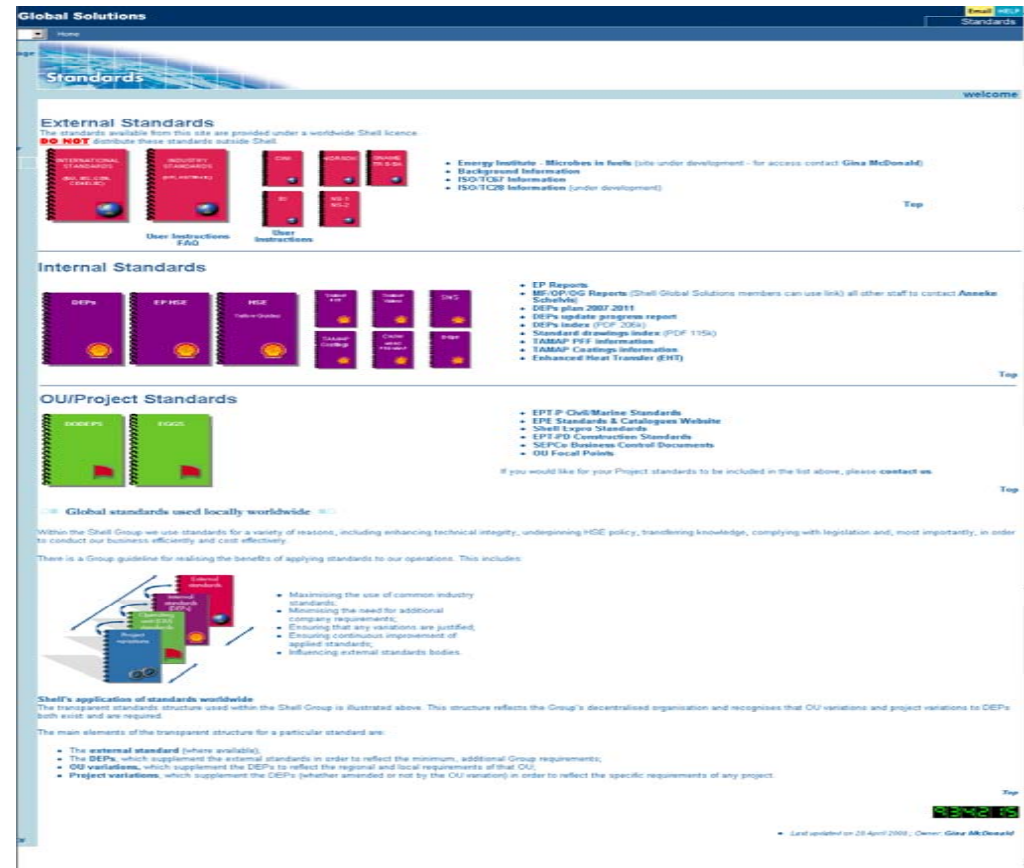 Global Solutions
Email HELP
Standards
Home
Standards
welcome
External Standards
The standards available from this site are provided under a worldwide Shell licence.
DO NOT distribute these standards outside Shell.
INTERNATIONAL STANDARDS
INDUSTRY STANDARDS
User Instructions
FAQ
User Instructions
• Energy Institute - Microbes in fuels (site under development - for access contact Gina McDonald)
• Background Information
• ISO/TC67 Information
• ISO/TC28 Information (under development)
Top
Internal Standards
DEPs
EP HSE
HSE
Yellow Guides
TAMAP Coatings
• EP Reports
• MF/OP/OG Reports (Shell Global Solutions members can use link) all other staff to contact Anneke Schelvis)
• DEPs plan 2007-2011
• DEPs update progress report
• DEPs index (PDF 206k)
• Standard drawings index (PDF 115k)
• TAMAP PFF information
• TAMAP Coatings information
• Enhanced Heat Transfer (EHT)
Top
OU/Project Standards
DODEPS
EGGS
• EPT-P Civil/Marine Standards
• EPE Standards & Catalogues Website
• Shell Expro Standards
• EPT-PD Construction Standards
• SEPCo Business Control Documents
• OU Focal Points
If you would like for your Project standards to be included in the list above, please contact us.
Top
Global standards used locally worldwide
Within the Shell Group we use standards for a variety of reasons, including enhancing technical integrity, underpinning HSE policy, transferring knowledge, complying with legislation and, most importantly, in order
to conduct our business efficiently and cost effectively.
There is a Group guideline for realising the benefits of applying standards to our operations. This includes:
External standards
Internal standards (DEPs)
Operating unit (OU) standards
Project variations
• Maximising the use of common industry
standards;
• Minimising the need for additional
company requirements;
• Ensuring that any variations are justified;
• Ensuring continuous improvement of
applied standards;
• Influencing external standards bodies.
Shell's application of standards worldwide
The transparent standards structure used within the Shell Group is illustrated above. This structure reflects the Group's decentralised organisation and recognises that OU variations and project variations to DEPs
both exist and are required.
The main elements of the transparent structure for a particular standard are:
• The external standard (where available);
• The DEPs, which supplement the external standards in order to reflect the minimum, additional Group requirements;
• OU variations, which supplement the DEPs to reflect the regional and local requirements of that OU;
• Project variations, which supplement the DEPs (whether amended or not by the OU variation) in order to reflect the specific requirements of any project.
Top
934215
• Last updated on 28 April 2008 ; Owner: Gina McDonald